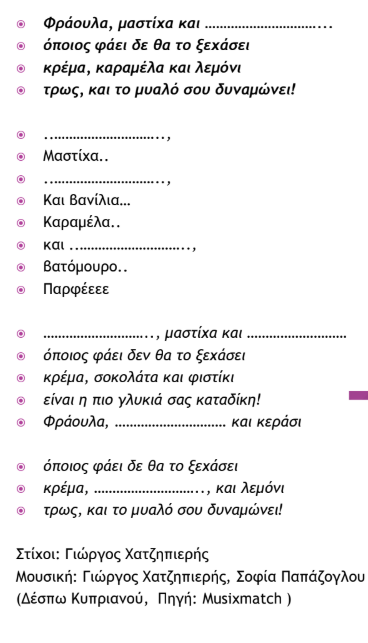 Φράουλα, μαστίχα και ……………………………...
όποιος φάει δε θα το ξεχάσει
κρέμα, καραμέλα και λεμόνι
τρως, και το μυαλό σου δυναμώνει!
..………………………..,
Μαστίχα..
..………………………..,
Και βανίλια…
Καραμέλα..
και ..………………………..,
Βατόμουρο..
Παρφέεεε
……………………….., μαστίχα και ………………………
όποιος φάει δεν θα το ξεχάσει
κρέμα, σοκολάτα και φιστίκι
είναι η πιο γλυκιά σας καταδίκη!
Φράουλα, ………………………… και κεράσι
όποιος φάει δε θα το ξεχάσει
κρέμα, ……………………….., και λεμόνι
τρως, και το μυαλό σου δυναμώνει!
Στίχοι: Γιώργος Χατζηπιερής
Μουσική: Γιώργος Χατζηπιερής, Σοφία Παπάζογλου
(Δέσπω Κυπριανού, Πηγή: Musixmatch )